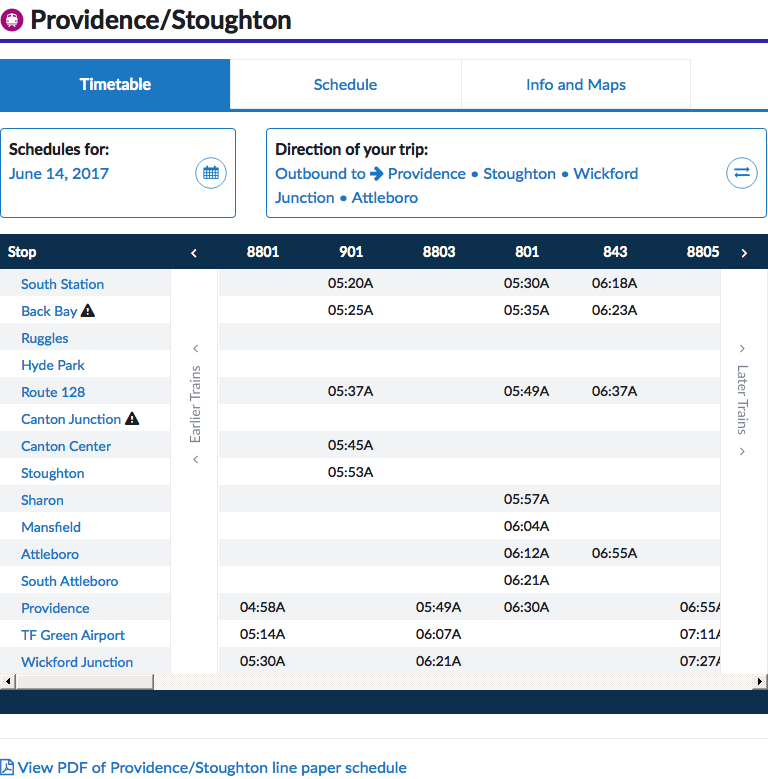 Providence/Stoughton
Timetable Schedule Info and Maps
Schedules for:
June 14, 2017
Direction of your trip:
Outbound to Providence • Stoughton • Wickford
Junction • Attleboro
Stop 8801 901 8803 801 843 8805
South Station 05:20A 05:30A 06:18A
Back Bay 05:25A 05:35A 06:23A
Ruggles
Hyde Park
Route 128 05:37A 05:49A 06:37A
Canton Junction
Canton Center 05:45A
Stoughton 05:53A
Sharon 05:57A
Mansfield 06:04A
Attleboro 06:12A 06:55A
South Attleboro 06:21A
Providence 04:58A 05:49A 06:30A 06:55A
TF Green Airport 05:14A 06:07A 07:11A
Wickford Junction 05:30A 06:21A 07:27A
Earlier Trains
Later Trains
View PDF of Providence/Stoughton line paper schedule